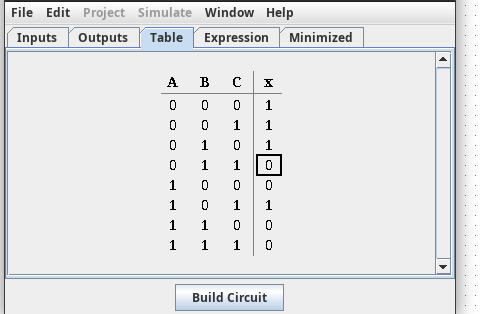 File Edit Project Simulate Window Help
Inputs Outputs Table Expression Minimized
A B C x
0 0 0 1
0 0 1 1
0 1 0 1
0 1 1 0
1 0 0 0
1 0 1 1
1 1 0 0
1 1 1 0
Build Circuit